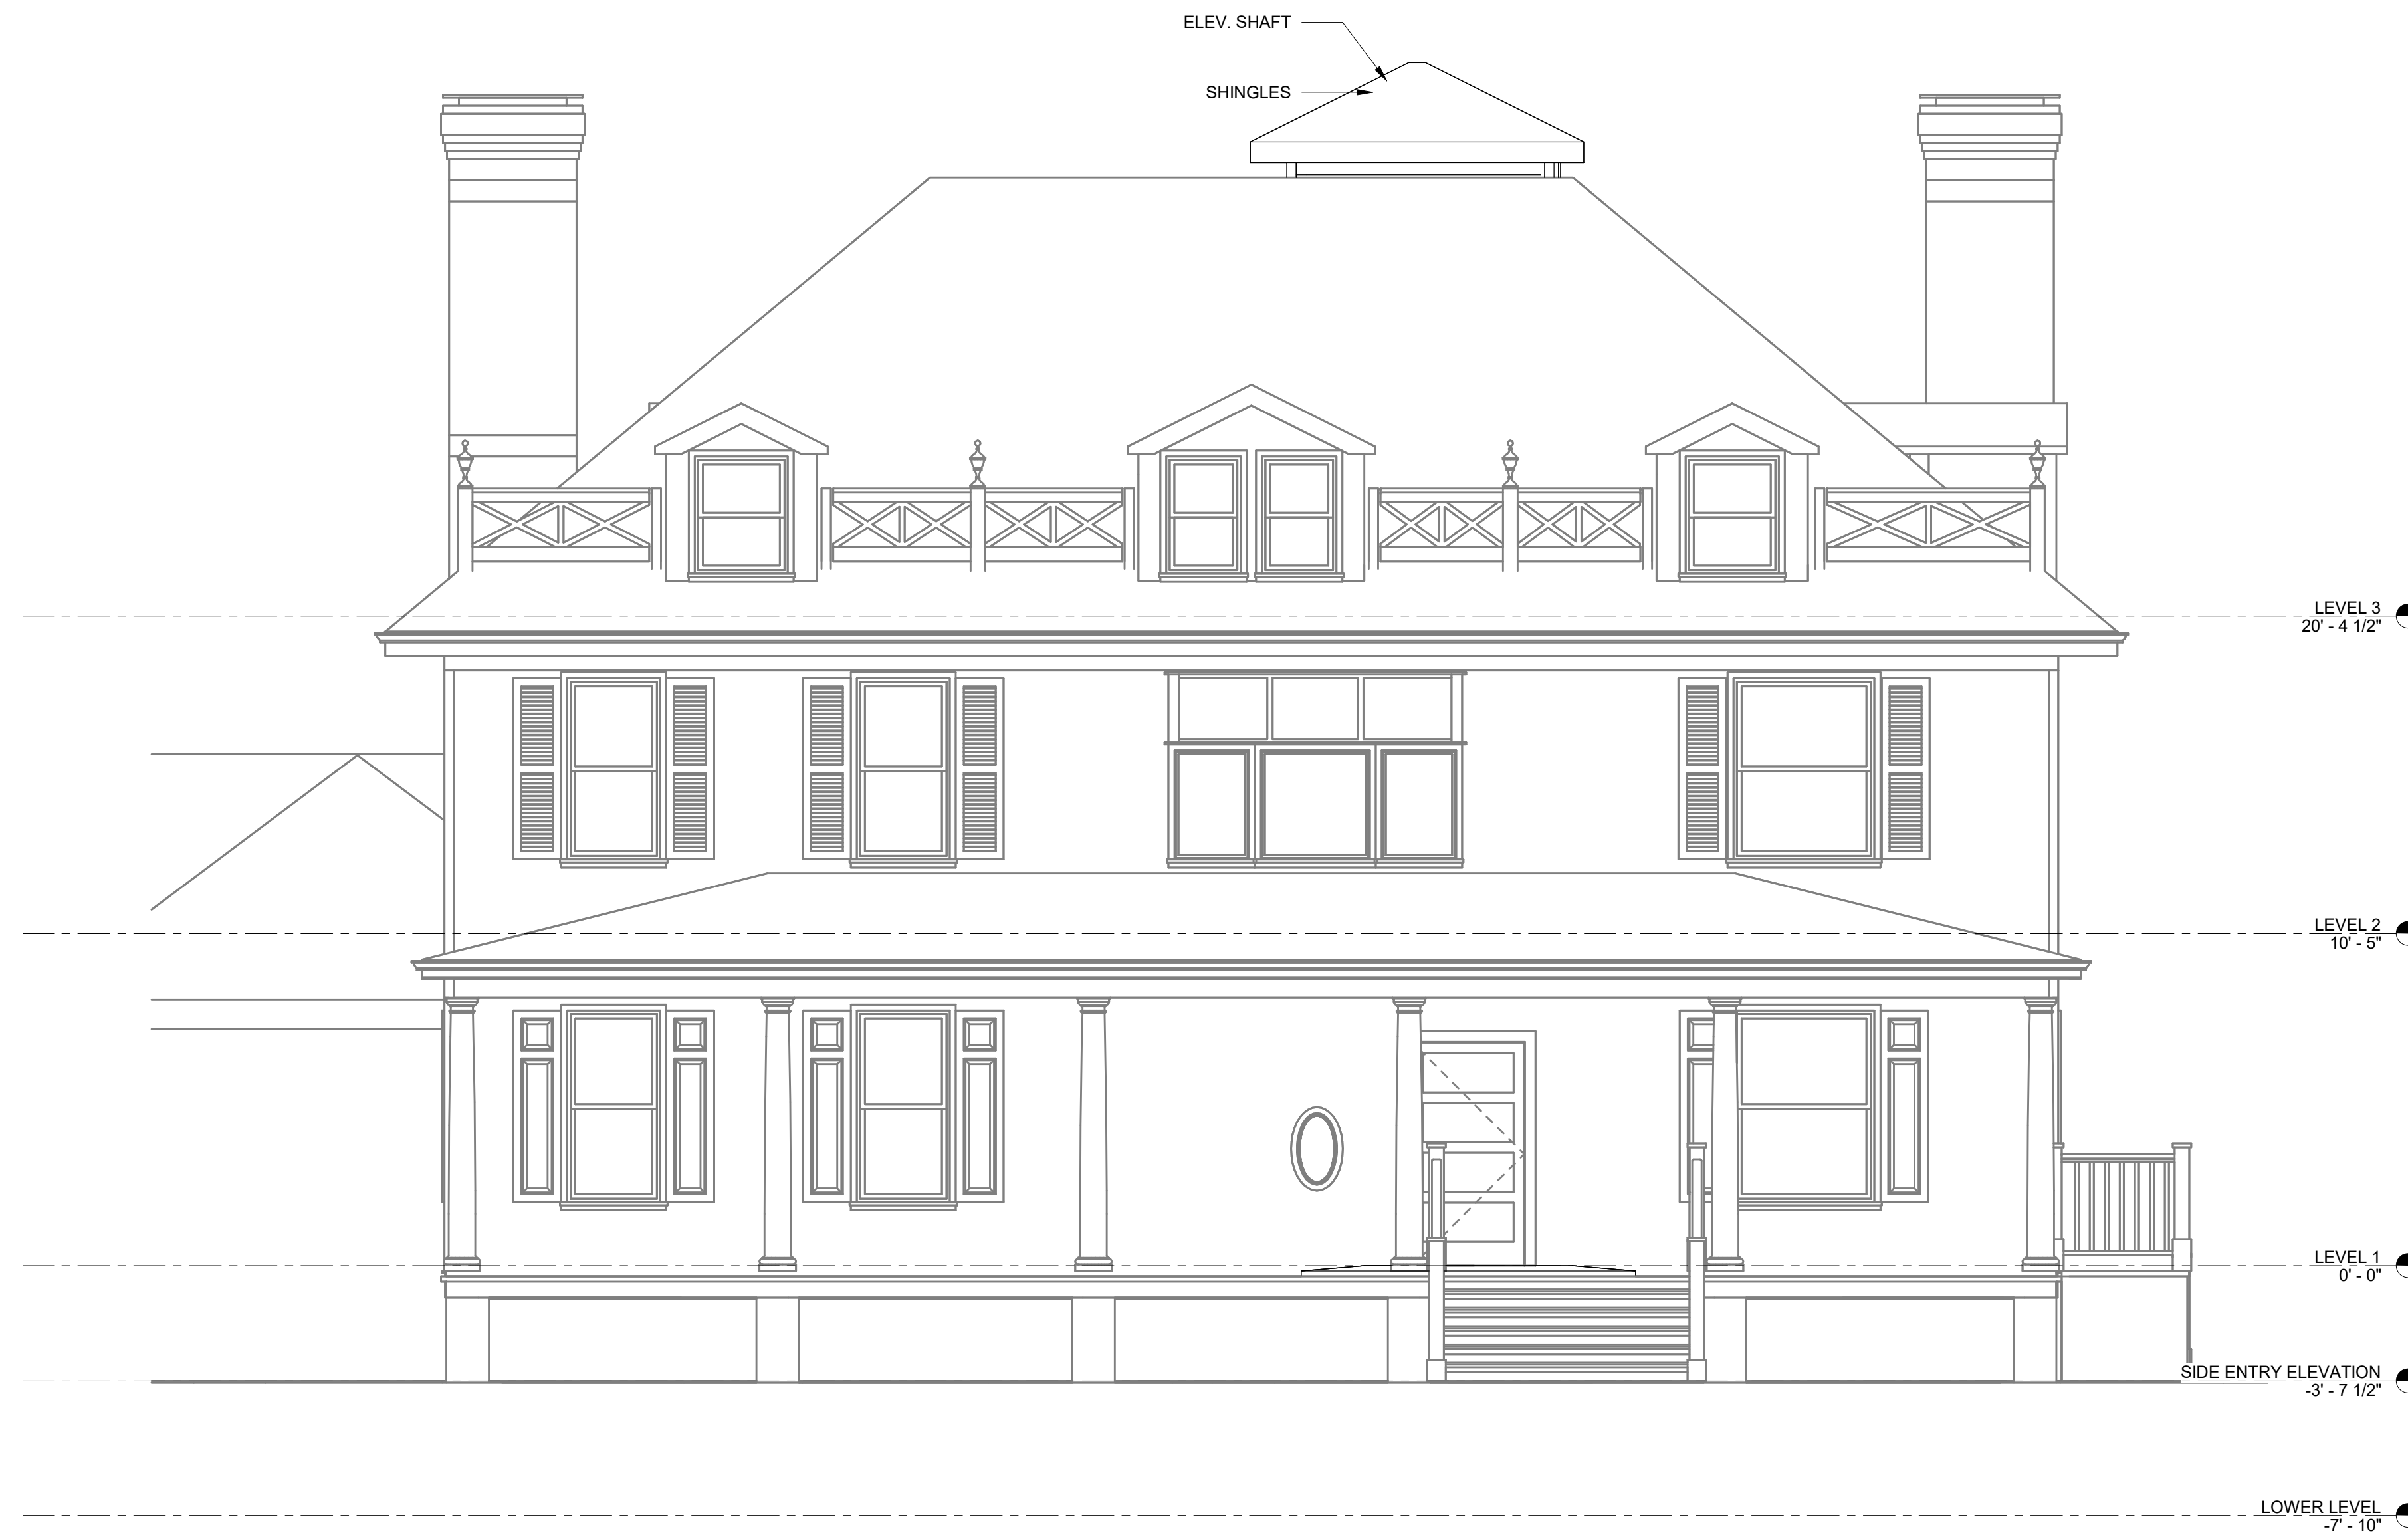 ELEV. SHAFT
SHINGLES
LEVEL 3
20' - 4 1/2"
LEVEL 2
10' - 5"
LEVEL 1
0' - 0"
SIDE ENTRY ELEVATION
-3' - 7 1/2"
LOWER LEVEL
-7' - 10"